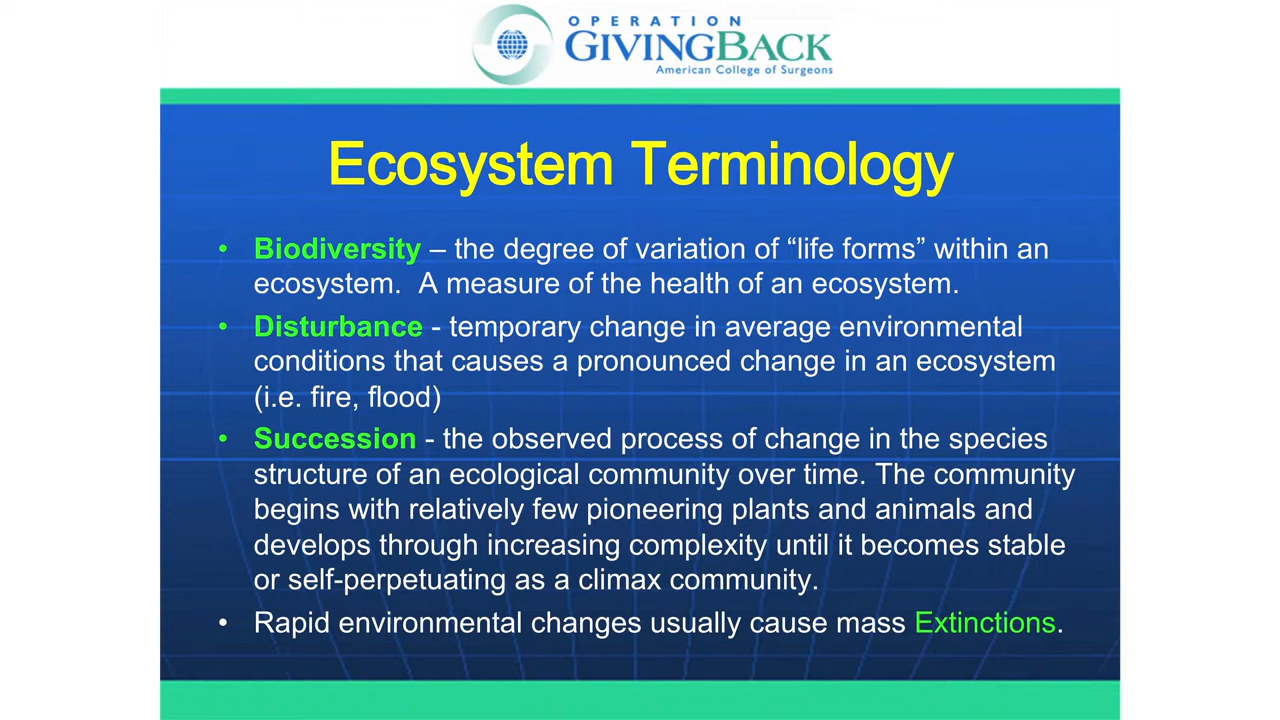 OPERATION
GIVINGBACK
American College of Surgeons
Ecosystem Terminology
• Biodiversity – the degree of variation of “life forms” within an
ecosystem.  A measure of the health of an ecosystem.
• Disturbance - temporary change in average environmental
conditions that causes a pronounced change in an ecosystem
(i.e. fire, flood)
• Succession - the observed process of change in the species
structure of an ecological community over time. The community
begins with relatively few pioneering plants and animals and
develops through increasing complexity until it becomes stable
or self-perpetuating as a climax community.
• Rapid environmental changes usually cause mass Extinctions.